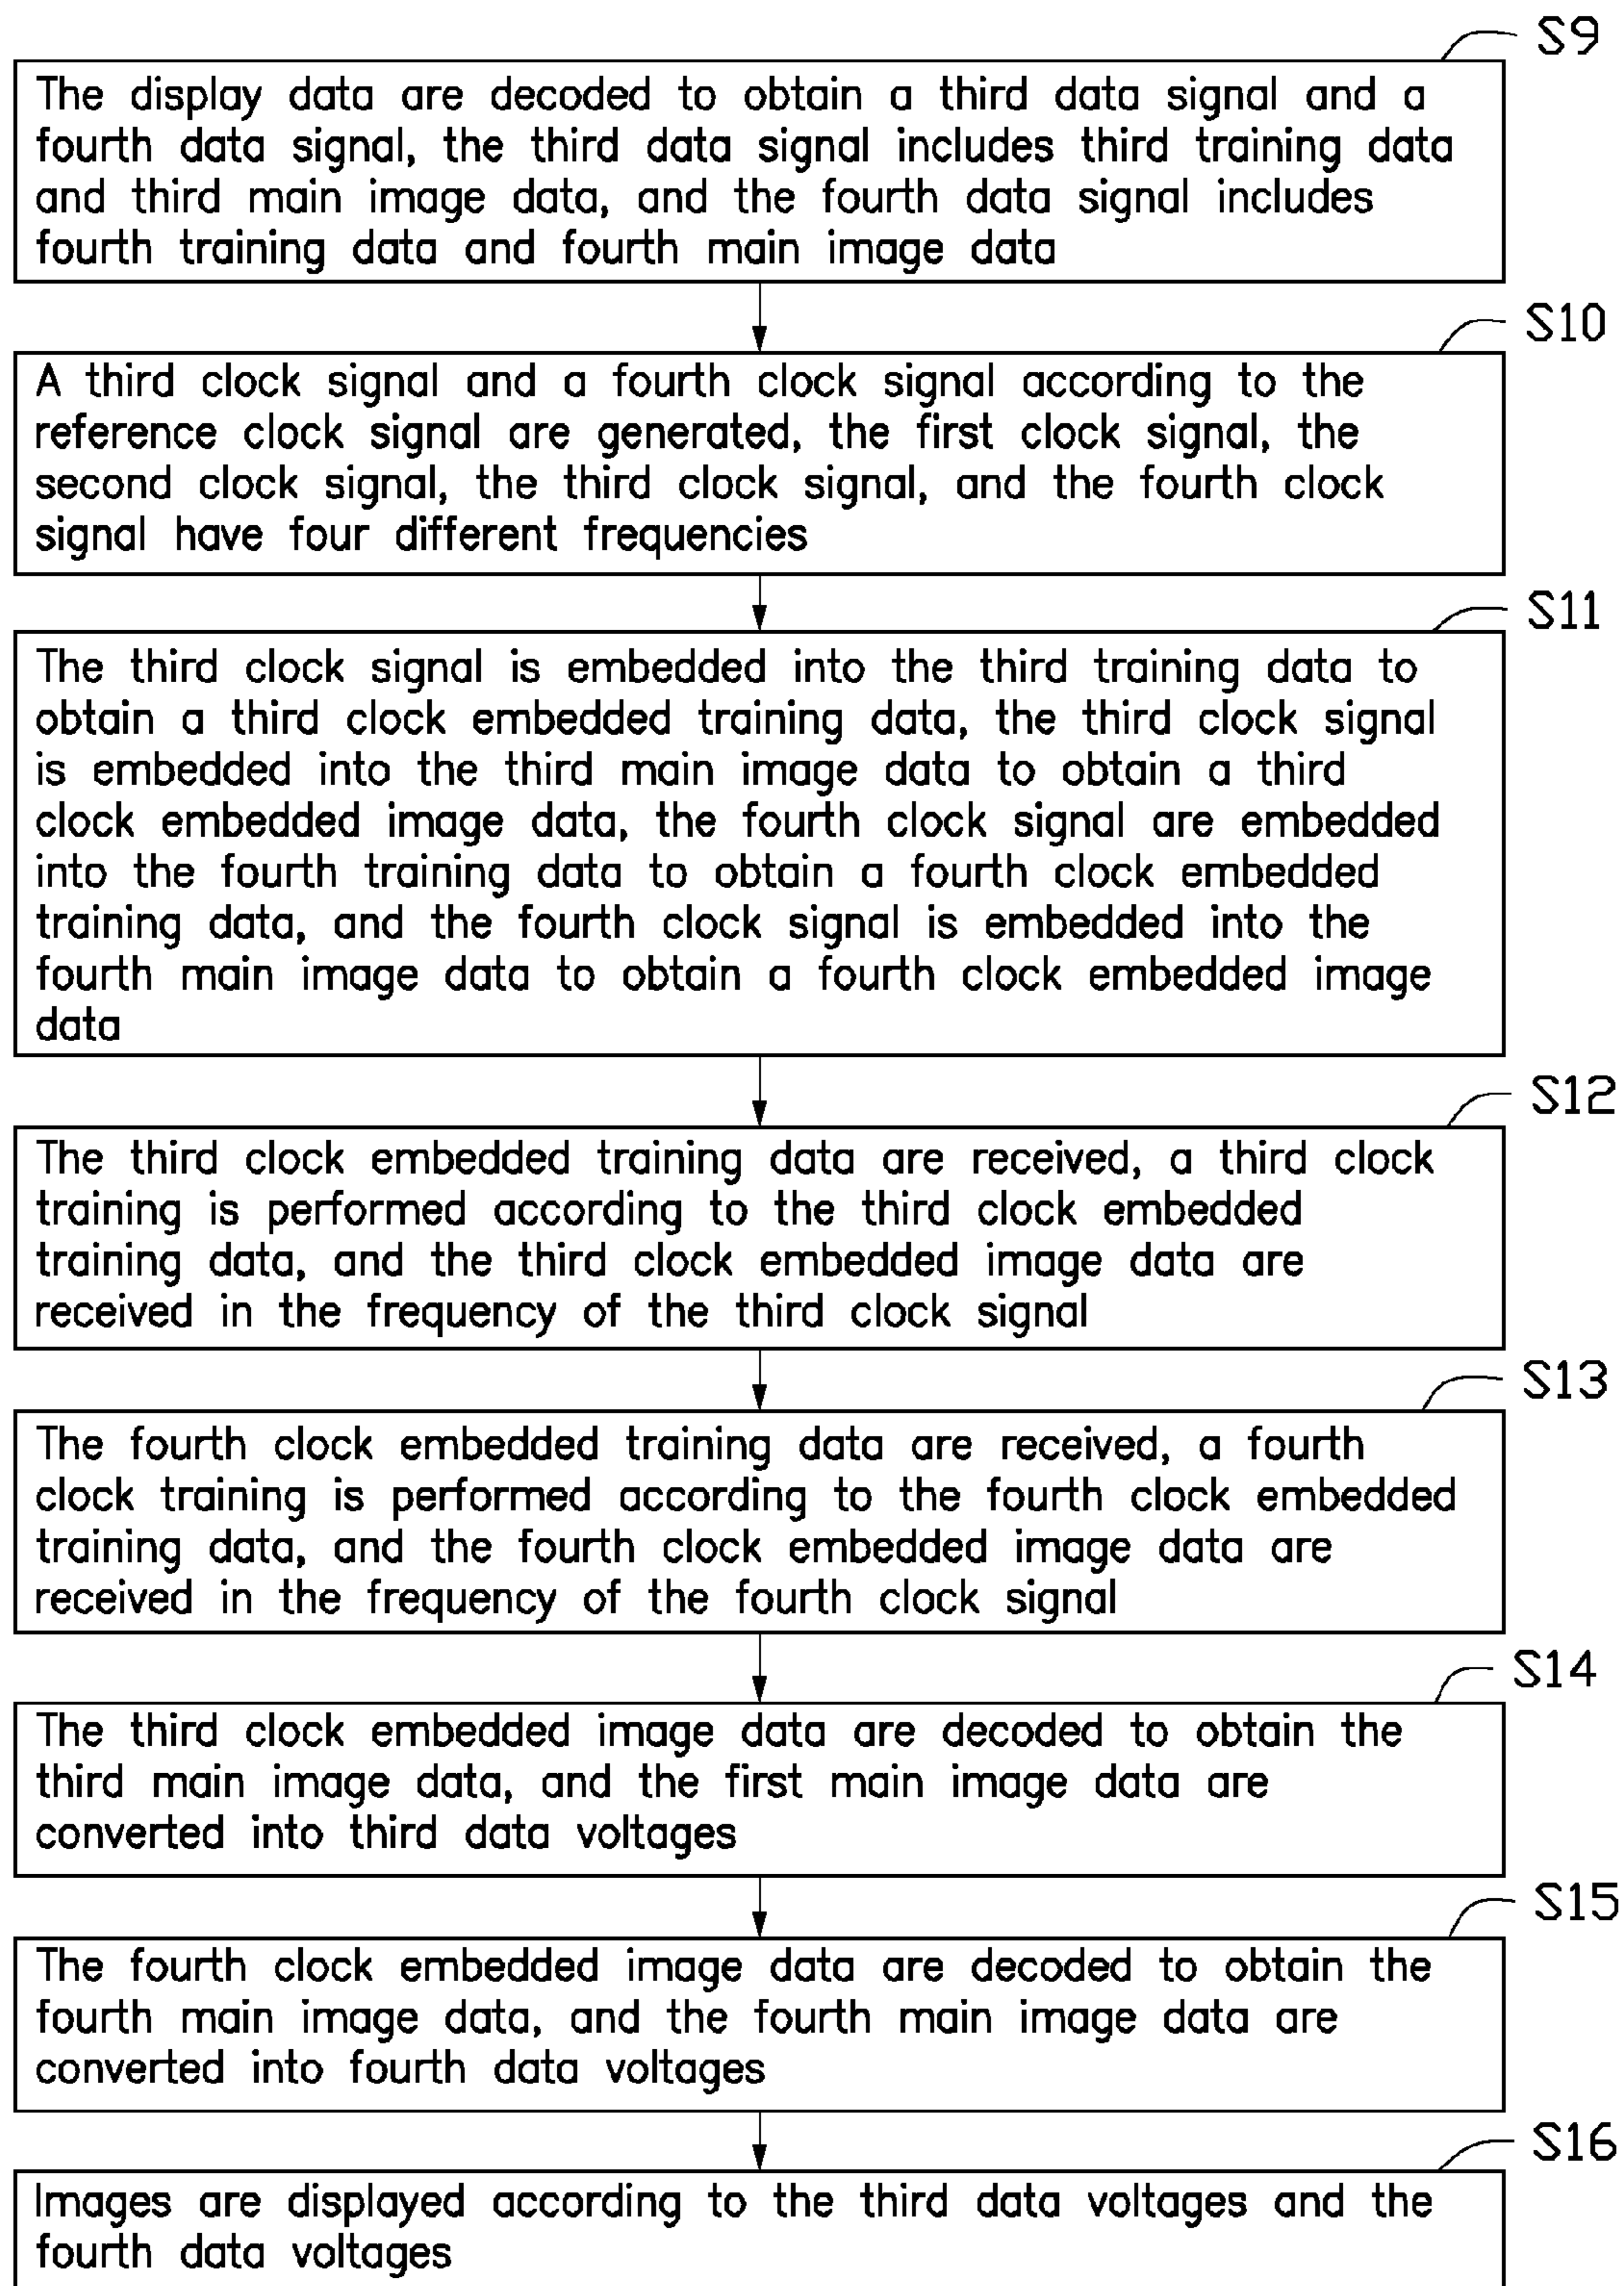 S9
The display data are decoded to obtain a third data signal and a
fourth data signal, the third data signal includes third training data
and third main image data, and the fourth data signal includes
fourth training data and fourth main image data
S10
A third clock signal and a fourth clock signal according to the
reference clock signal are generated, the first clock signal, the
second clock signal, the third clock signal, and the fourth clock
signal have four different frequencies
S11
The third clock signal is embedded into the third training data to
obtain a third clock embedded training data, the third clock signal
is embedded into the third main image data to obtain a third
clock embedded image data, the fourth clock signal are embedded
into the fourth training data to obtain a fourth clock embedded
training data, and the fourth clock signal is embedded into the
fourth main image data to obtain a fourth clock embedded image
data
S12
The third clock embedded training data are received, a third clock
training is performed according to the third clock embedded
training data, and the third clock embedded image data are
received in the frequency of the third clock signal
S13
The fourth clock embedded training data are received, a fourth
clock training is performed according to the fourth clock embedded
training data, and the fourth clock embedded image data are
received in the frequency of the fourth clock signal
S14
The third clock embedded image data are decoded to obtain the
third main image data, and the first main image data are
converted into third data voltages
S15
The fourth clock embedded image data are decoded to obtain the
fourth main image data, and the fourth main image data are
converted into fourth data voltages
S16
Images are displayed according to the third data voltages and the
fourth data voltages